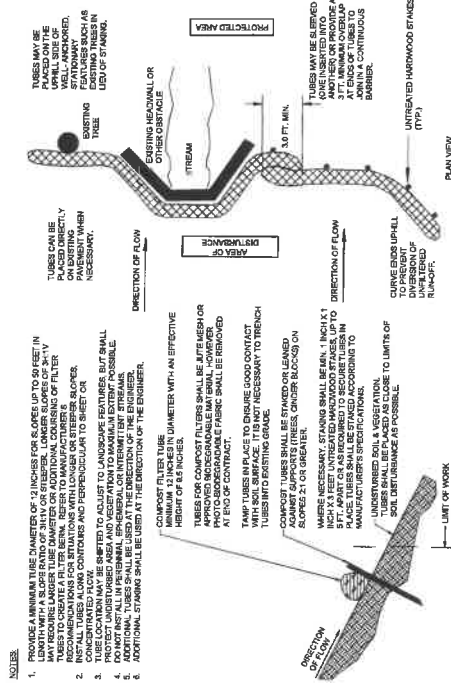 NOTES:
1. PROVIDE A MINIMUM TUBE DIAMETER OF 12 INCHES FOR SLOPES UP TO 50 FEET IN
LENGTH WITH A SLOPE RATIO OF 3H:1V OR STEEPER. LONGER SLOPES OF 3H:1V
MAY REQUIRE LARGER TUBE DIAMETER OR ADDITIONAL COURSING OF FILTER
TUBES TO CREATE A FILTER BERM. REFER TO MANUFACTURER'S
RECOMMENDATIONS FOR SITUATIONS WITH LONGER OR STEEPER SLOPES.
2. INSTALL TUBES ALONG CONTOURS AND PERPENDICULAR TO SHEET OR
CONCENTRATED FLOW.
3. TUBE LOCATION MAY BE SHIFTED TO ADJUST TO LANDSCAPE FEATURES, BUT SHALL
PROTECT UNDISTURBED AREA AND VEGETATION TO MAXIMUM EXTENT POSSIBLE.
4. DO NOT INSTALL IN PERENNIAL, EPHEMERAL OR INTERMITTENT STREAMS.
5. ADDITIONAL TUBES SHALL BE USED AT THE DIRECTION OF THE ENGINEER.
6. ADDITIONAL STAKING SHALL BE USED AT THE DIRECTION OF THE ENGINEER.
COMPOST FILTER TUBE
MINIMUM 12 INCHES IN DIAMETER WITH AN EFFECTIVE
HEIGHT OF 9.5 INCHES.
TUBES FOR COMPOST FILTERS SHALL BE JUTE MESH OR
APPROVED BIODEGRADABLE MATERIAL, HOWEVER
PHOTO-BIODEGRADABLE FABRIC SHALL BE REMOVED
AT END OF CONTRACT.
TAMP TUBES IN PLACE TO ENSURE GOOD CONTACT
WITH SOIL SURFACE. IT IS NOT NECESSARY TO TRENCH
TUBES INTO EXISTING GRADE.
COMPOST TUBES SHALL BE STAKED OR LEANED
AGAINST SUPPORTS (TREES, CINDER BLOCKS) ON
SLOPES 2:1 OR GREATER
WHERE NECESSARY, STAKING SHALL BE MIN. 1 INCH X 1
INCH X 3 FEET UNTREATED HARDWOOD STAKES, UP TO
5 FT. APART OR AS REQUIRED TO SECURE TUBES IN
PLACE. TUBES SHALL BE STAKED ACCORDING TO
MANUFACTURER'S SPECIFICATIONS.
UNDISTURBED SOIL & VEGETATION.
TUBES SHALL BE PLACED AS CLOSE TO LIMITS OF
SOIL DISTURBANCE AS POSSIBLE.
DIRECTION
OF FLOW
LIMIT OF WORK
TUBES CAN BE
PLACED DIRECTLY
ON EXISTING
PAVEMENT WHEN
NECESSARY.
EXISTING
TREE
TUBES MAY BE
PLACED ON THE
UPHILL SIDE OF
WELL-ANCHORED,
STATIONARY
FEATURES SUCH AS
EXISTING TREES IN
LIEU OF STAKING.
DIRECTION OF FLOW
EXISTING HEADWALL OR
OTHER OBSTACLE
STREAM
AREA OF
DISTURBANCE
PROTECTED AREA
3.0 FT. MIN.
DIRECTION OF FLOW
TUBES MAY BE SLEEVED
(ONE INSERTED INTO
ANOTHER) OR PROVIDE A
3 FT. MINIMUM OVERLAP
AT ENDS OF TUBES TO
JOIN IN A CONTINUOUS
BARRIER.
CURVE ENDS UPHILL
TO PREVENT
DIVERSION OF
UNFILTERED
RUN-OFF.
UNTREATED HARDWOOD STAKES
(TYP.)
PLAN VIEW